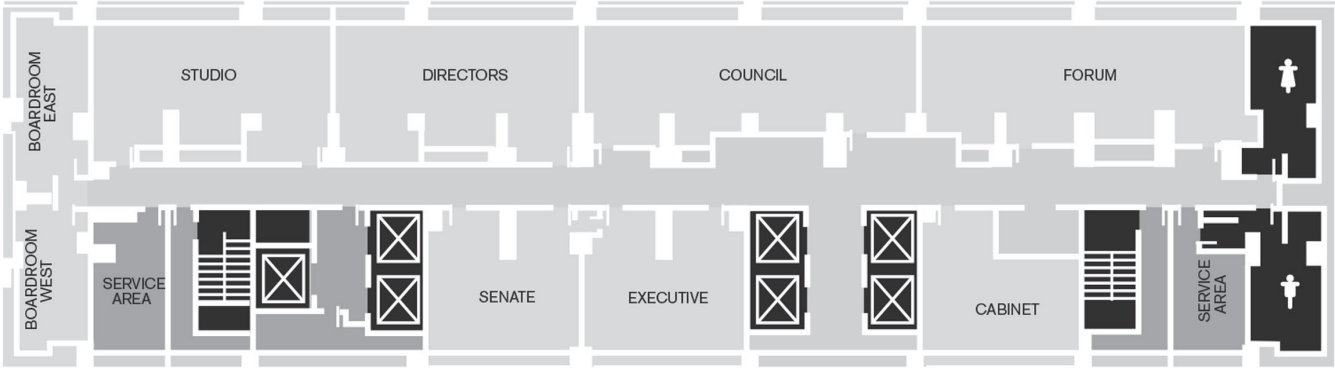 BOARDROOM
EAST
STUDIO
DIRECTORS
COUNCIL
FORUM
BOARDROOM
WEST
SERVICE
AREA
SENATE
EXECUTIVE
CABINET
SERVICE
AREA